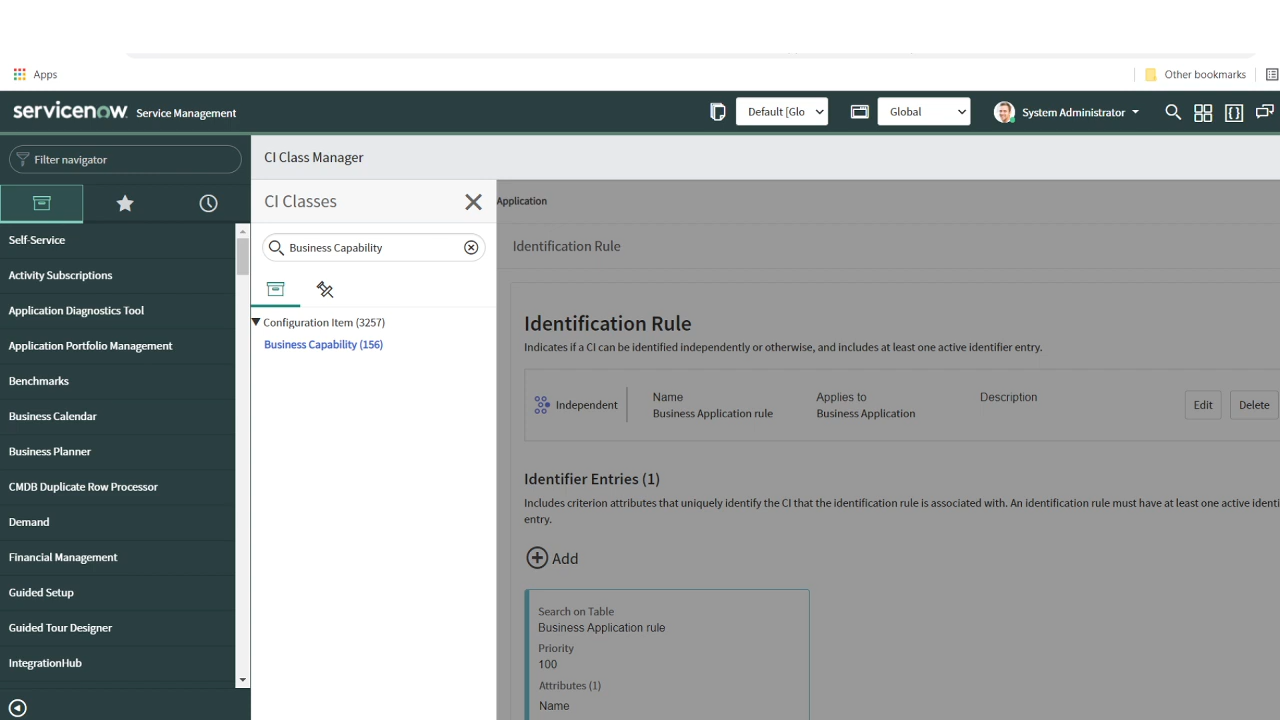 Apps
Other bookmarks
servicenow Service Management
Default [Glo
Global
System Administrator
Filter navigator
Self-Service
Activity Subscriptions
Application Diagnostics Tool
Application Portfolio Management
Benchmarks
Business Calendar
Business Planner
CMDB Duplicate Row Processor
Demand
Financial Management
Guided Setup
Guided Tour Designer
IntegrationHub
CI Class Manager
CI Classes
Business Capability
Configuration Item (3257)
Business Capability (156)
Application
Identification Rule
Identification Rule
Indicates if a CI can be identified independently or otherwise, and includes at least one active identifier entry.
Independent
Name
Business Application rule
Applies to
Business Application
Description
Edit
Delete
Identifier Entries (1)
Includes criterion attributes that uniquely identify the CI that the identification rule is associated with. An identification rule must have at least one active identi
entry.
Add
Search on Table
Business Application rule
Priority
100
Attributes (1)
Name